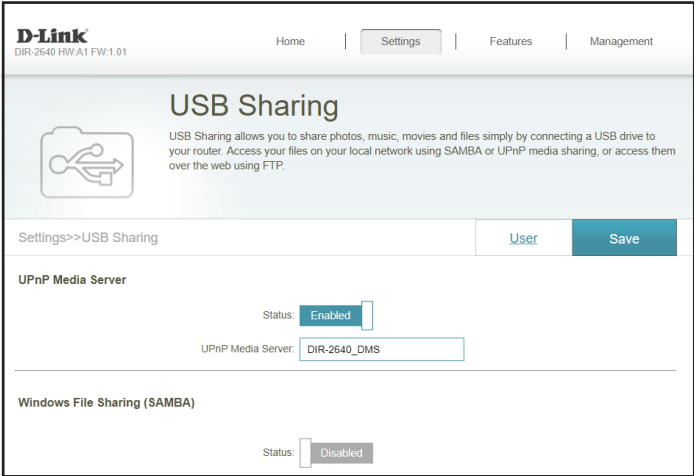 D-Link
DIR-2640 HW:A1 FW:1.01
Home Settings Features Management
USB Sharing
USB Sharing allows you to share photos, music, movies and files simply by connecting a USB drive to
your router. Access your files on your local network using SAMBA or UPnP media sharing, or access them
over the web using FTP.
Settings>>USB Sharing User Save
UPnP Media Server
Status: Enabled
UPnP Media Server: DIR-2640_DMS
Windows File Sharing (SAMBA)
Status: Disabled